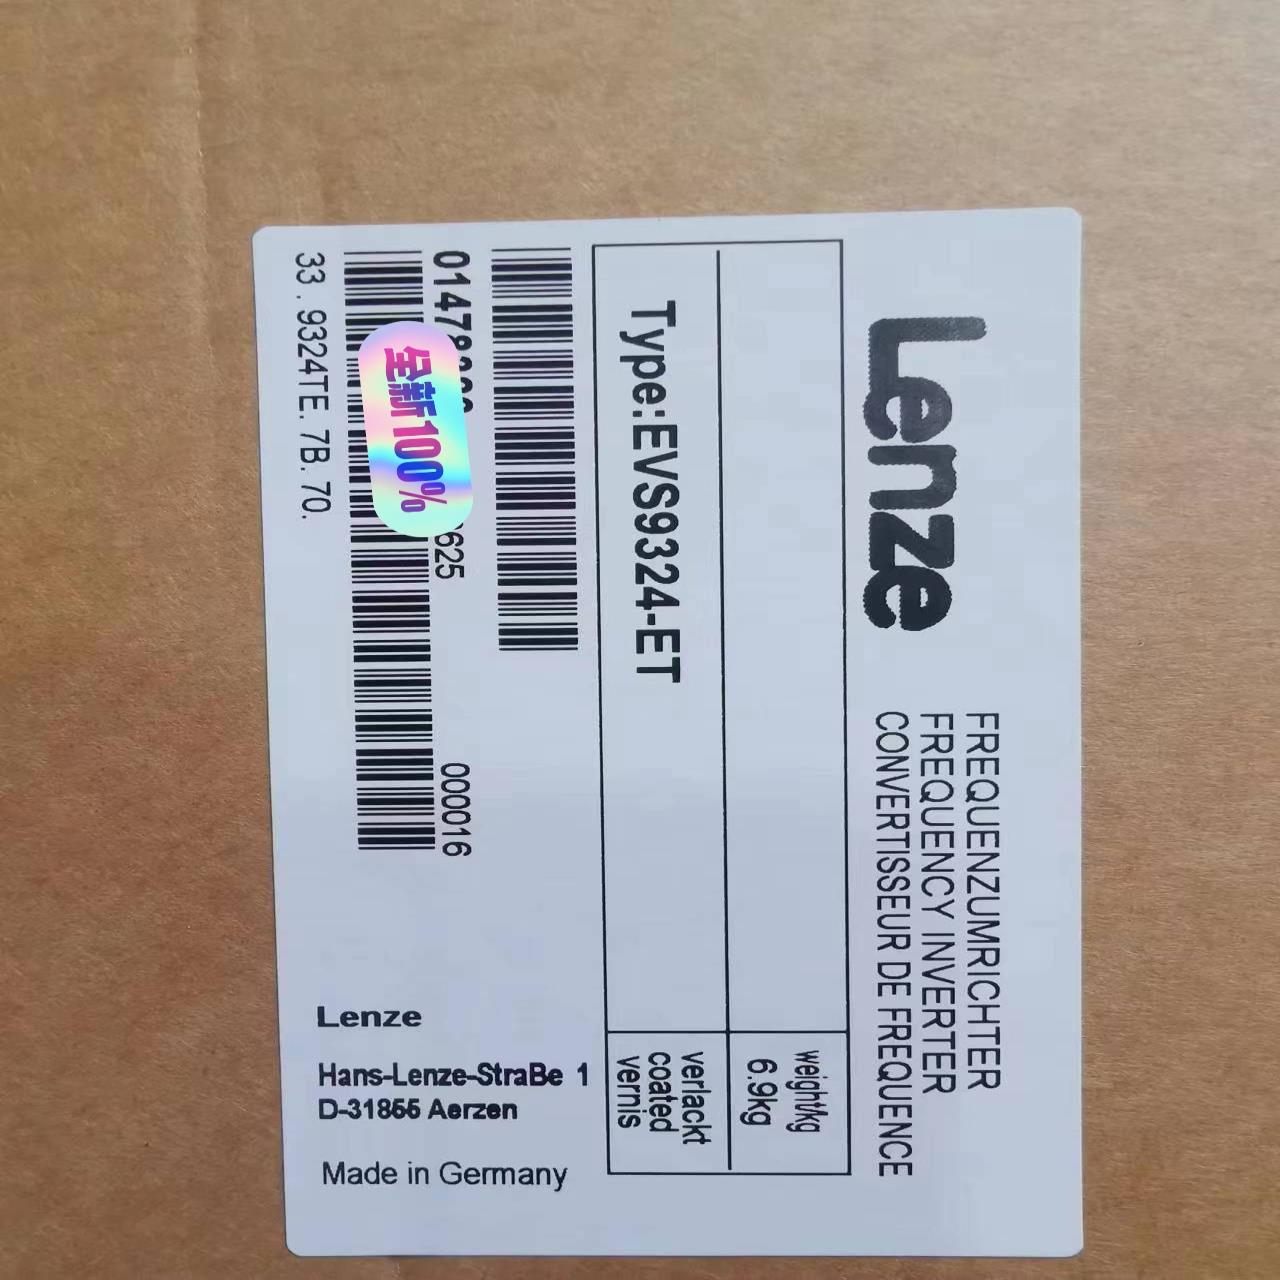 Lenze
FREQUENZUMRICHTER
FREQUENCY INVERTER
CONVERTISSEUR DE FREQUENCE
weight/kg
6.9kg
Type:EVS9324-ET
verlackt
coated
vernis
625
000016
33 . 9324TE. 7B. 70.
全新100%
Lenze
Hans-Lenze-StraBe 1
D-31855 Aerzen
Made in Germany